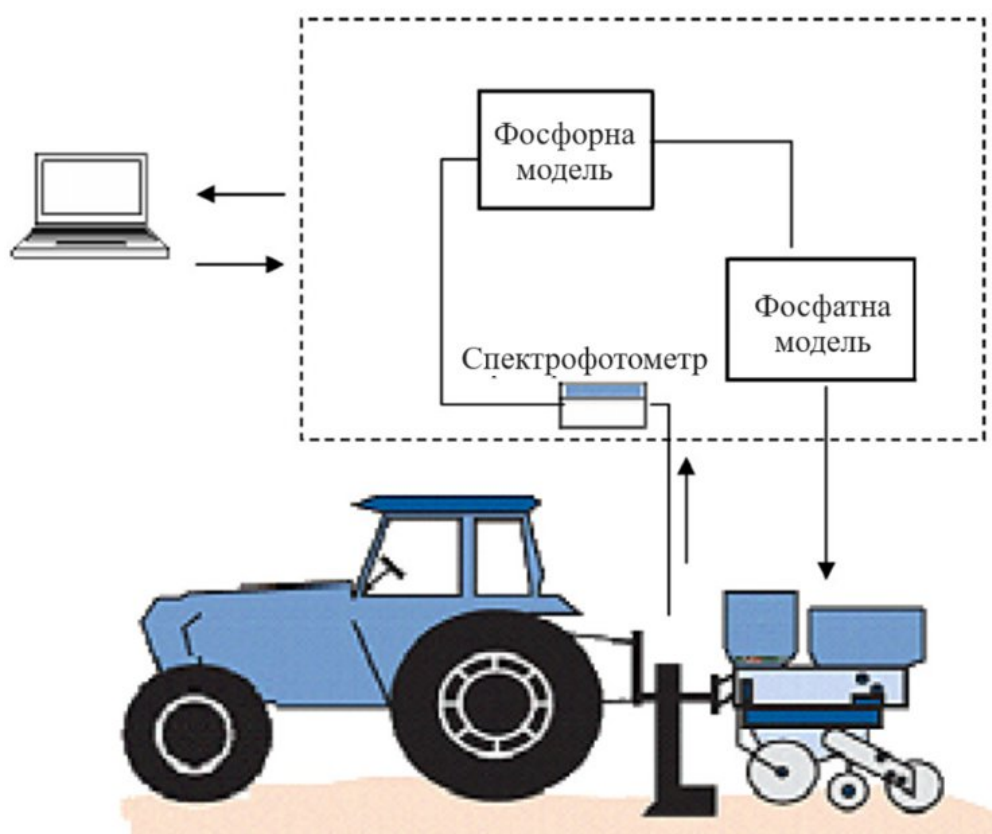 Фосфорна
модель
Фосфатна
модель
Спектрофотометр